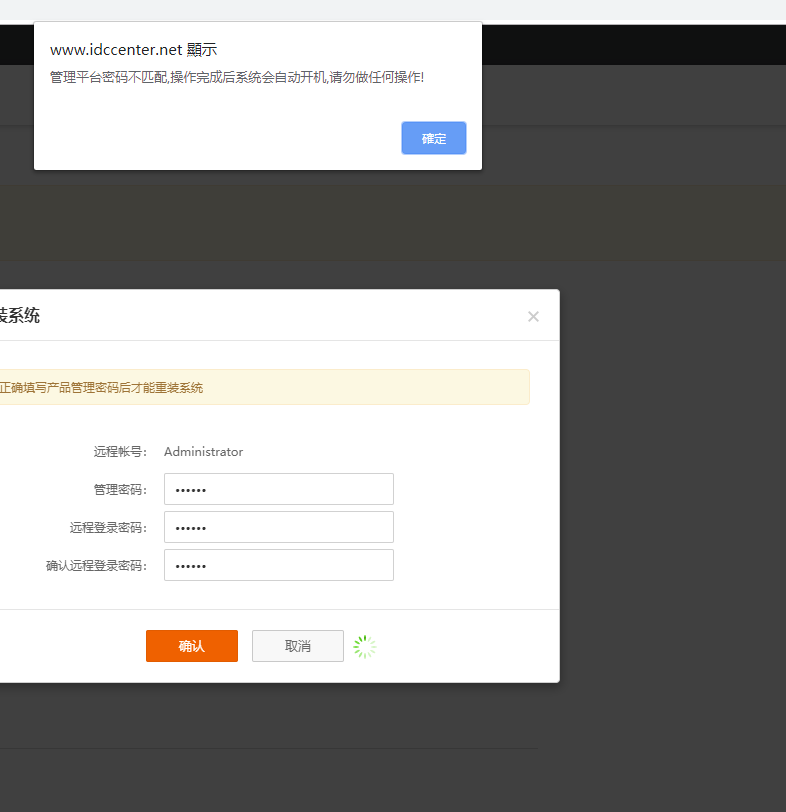 www.idccenter.net 顯示
管理平台密码不匹配,操作完成后系统会自动开机,请勿做任何操作!
確定
装系统
×
正确填写产品管理密码后才能重装系统
远程帐号: Administrator
管理密码: ••••••
远程登录密码: ••••••
确认远程登录密码: ••••••
确认 取消